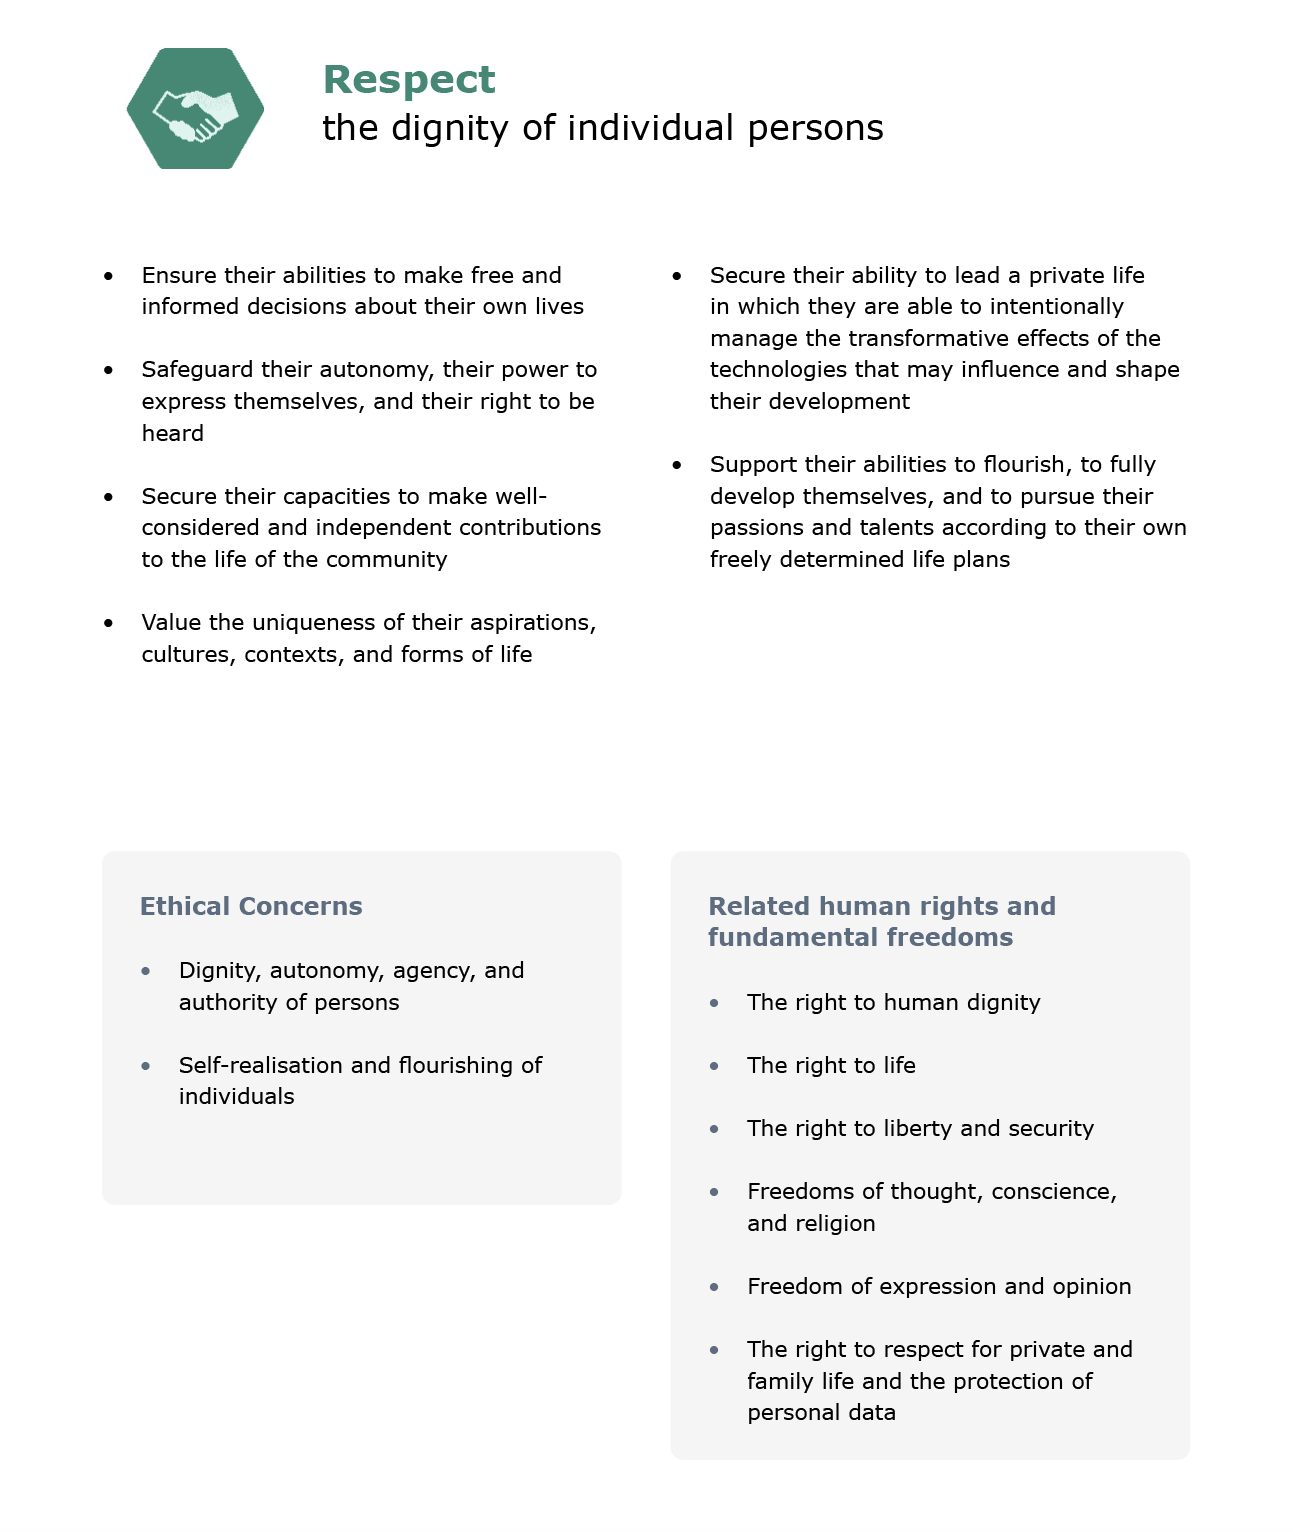 Respect
the dignity of individual persons
• Ensure their abilities to make free and
informed decisions about their own lives
• Safeguard their autonomy, their power to
express themselves, and their right to be
heard
• Secure their capacities to make well-
considered and independent contributions
to the life of the community
• Value the uniqueness of their aspirations,
cultures, contexts, and forms of life
• Secure their ability to lead a private life
in which they are able to intentionally
manage the transformative effects of the
technologies that may influence and shape
their development
• Support their abilities to flourish, to fully
develop themselves, and to pursue their
passions and talents according to their own
freely determined life plans
Ethical Concerns
• Dignity, autonomy, agency, and
authority of persons
• Self-realisation and flourishing of
individuals
Related human rights and
fundamental freedoms
• The right to human dignity
• The right to life
• The right to liberty and security
• Freedoms of thought, conscience,
and religion
• Freedom of expression and opinion
• The right to respect for private and
family life and the protection of
personal data